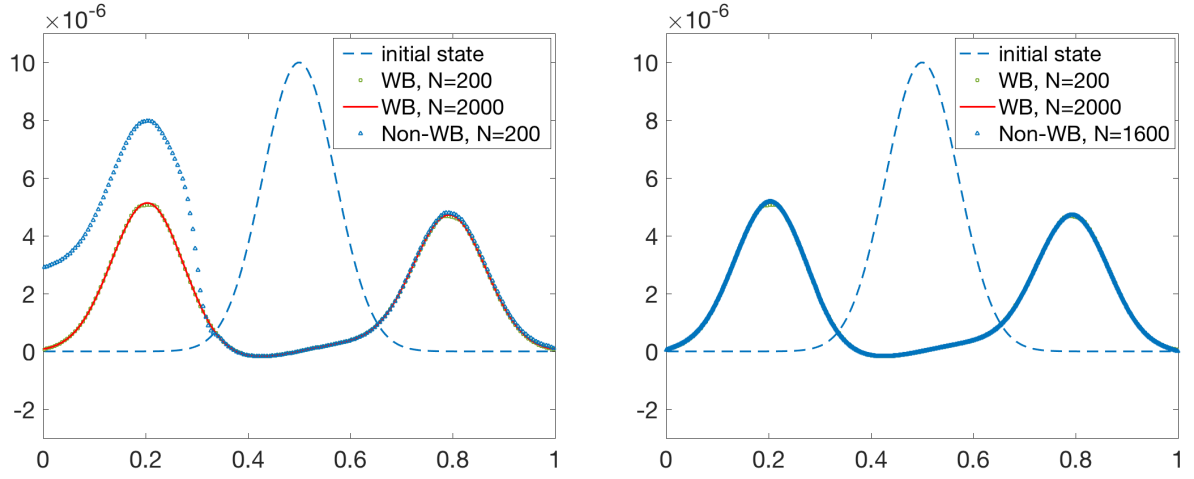 ×10-6
10
8
6
4
2
0
-2
0 0.2 0.4 0.6 0.8 1
initial state
WB, N=200
WB, N=2000
Non-WB, N=200
×10-6
10
8
6
4
2
0
-2
0 0.2 0.4 0.6 0.8 1
initial state
WB, N=200
WB, N=2000
Non-WB, N=1600